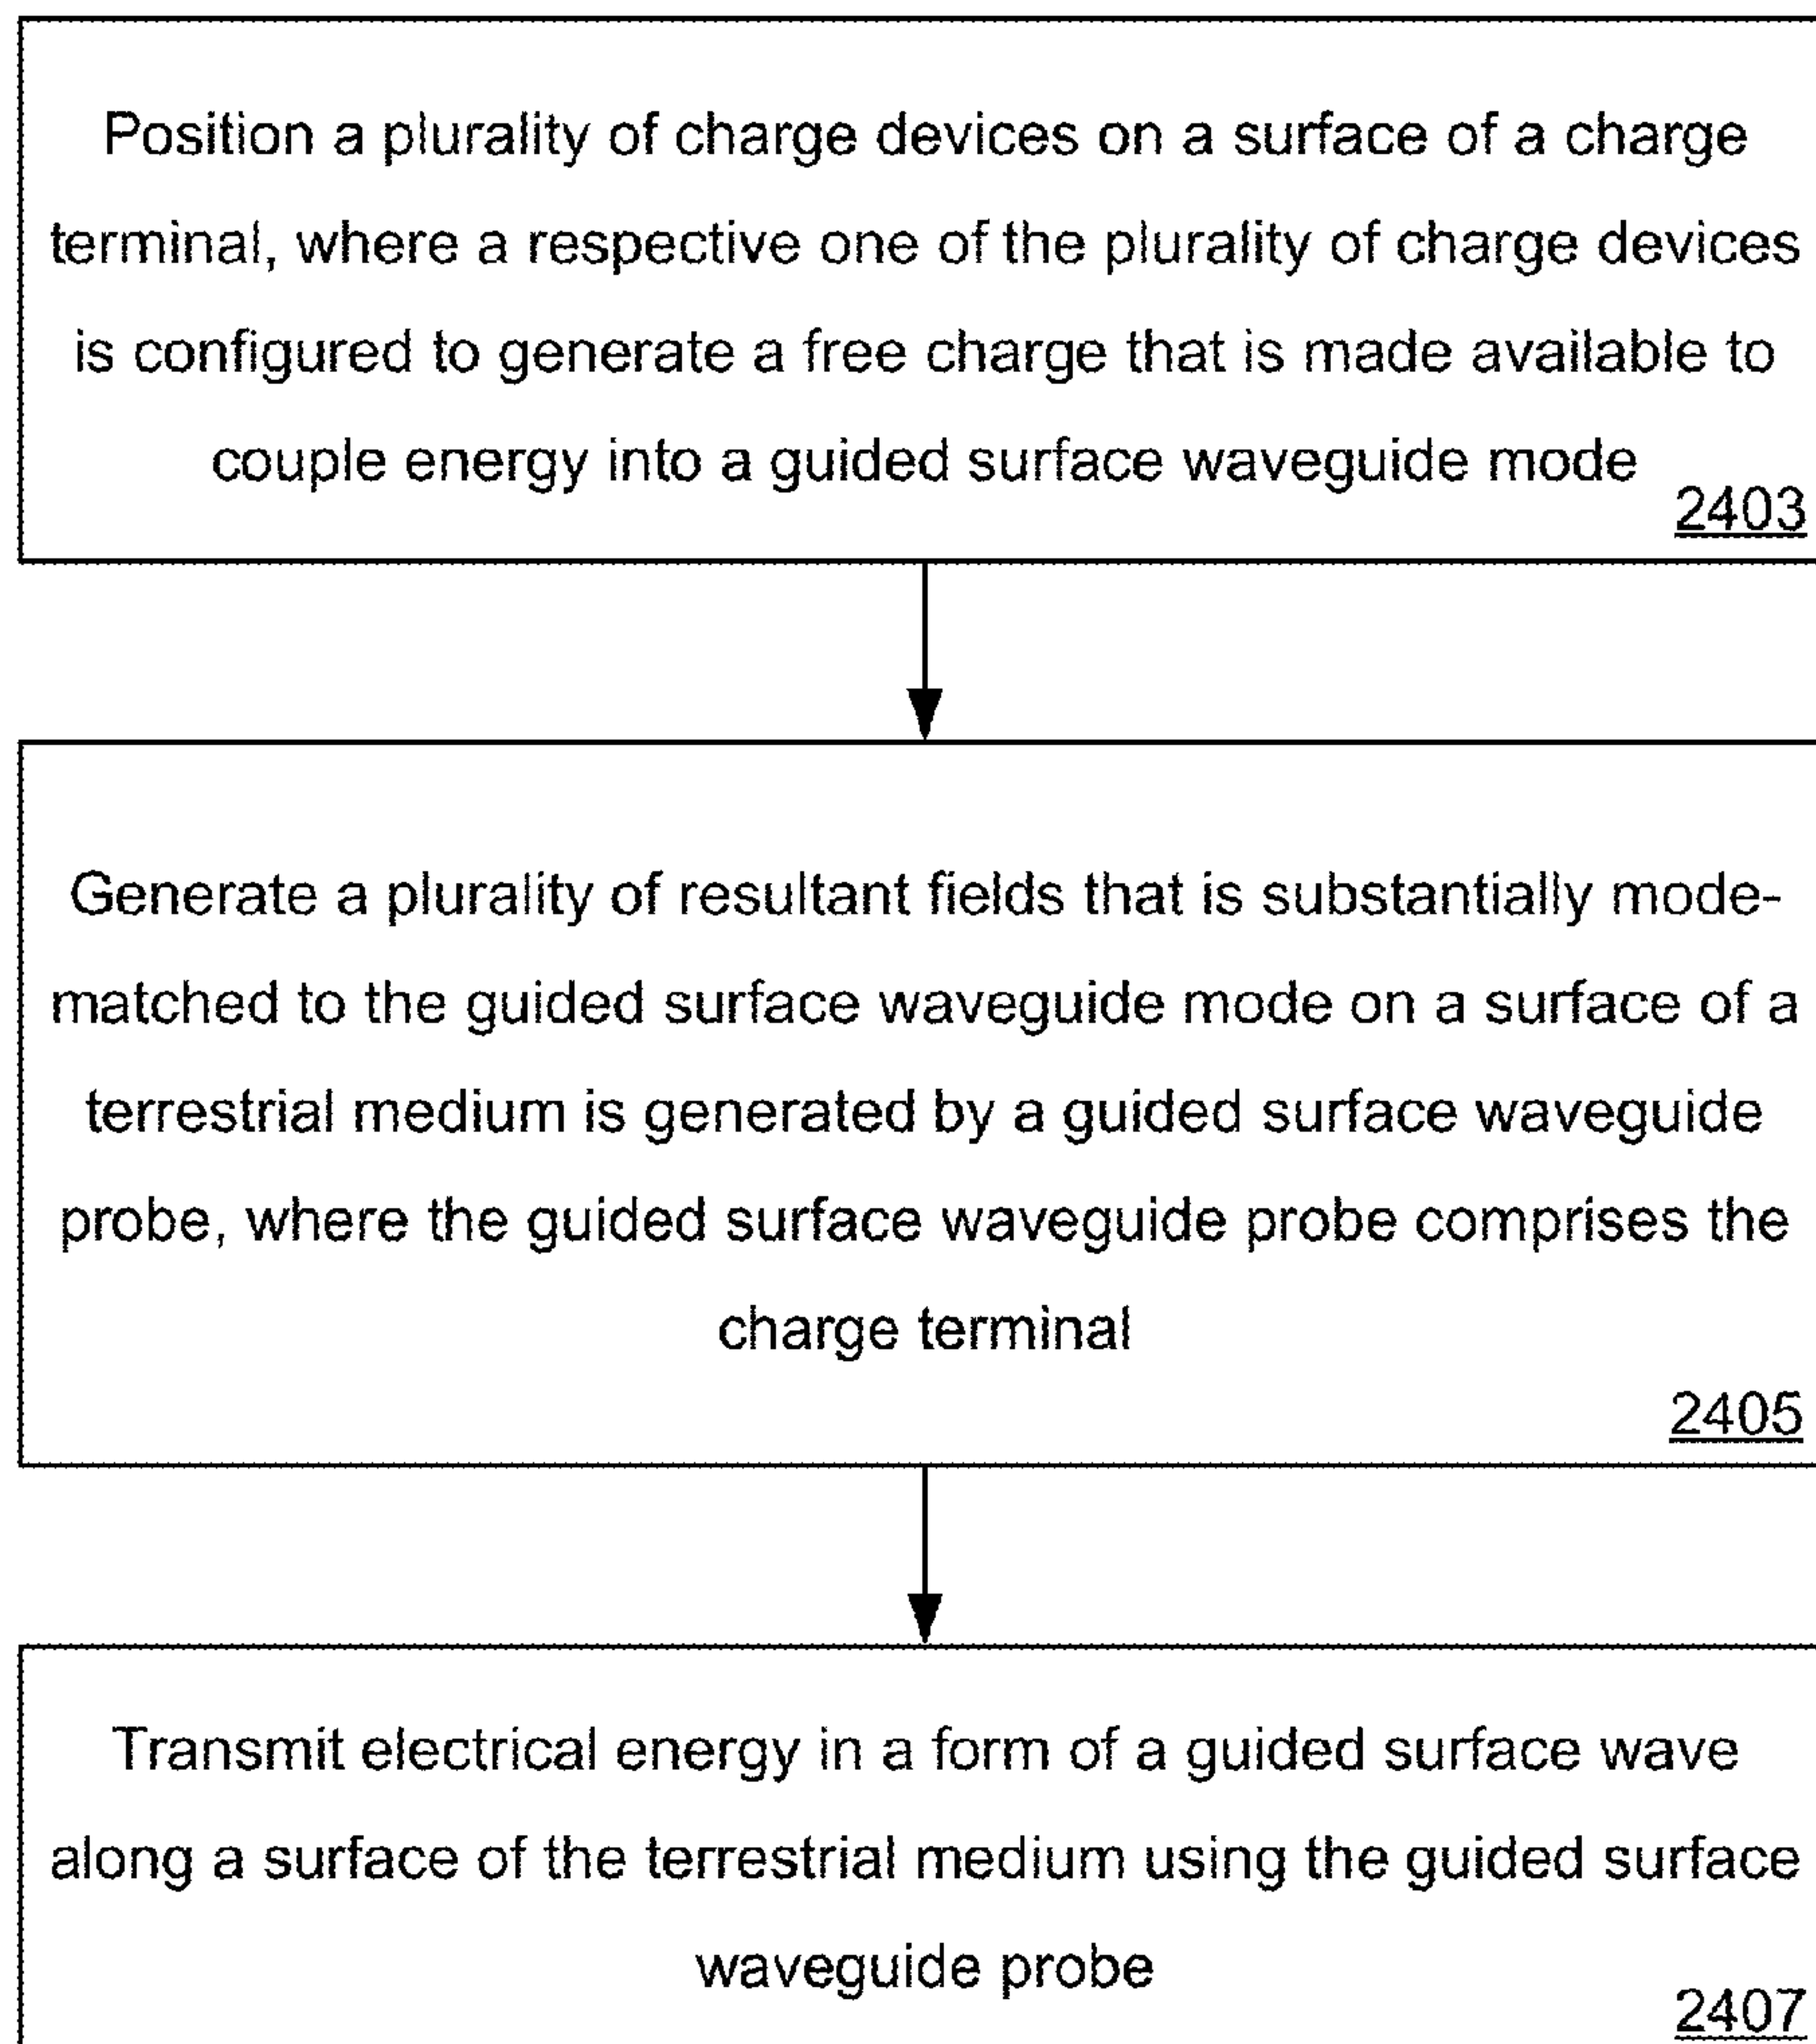 Position a plurality of charge devices on a surface of a charge
terminal, where a respective one of the plurality of charge devices
is configured to generate a free charge that is made available to
couple energy into a guided surface waveguide mode
2403
Generate a plurality of resultant fields that is substantially mode-
matched to the guided surface waveguide mode on a surface of a
terrestrial medium is generated by a guided surface waveguide
probe, where the guided surface waveguide probe comprises the
charge terminal
2405
Transmit electrical energy in a form of a guided surface wave
along a surface of the terrestrial medium using the guided surface
waveguide probe
2407